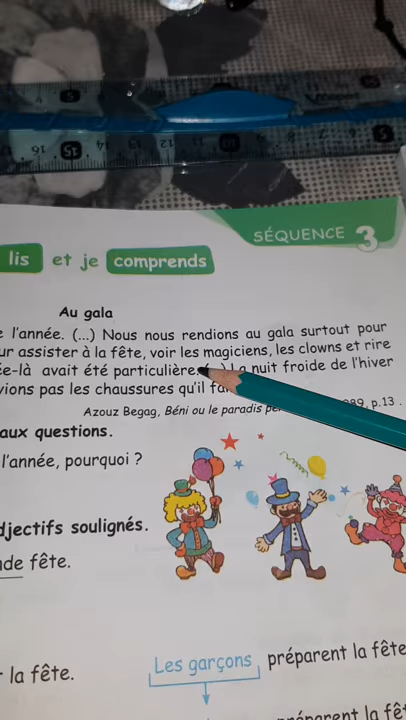 SÉQUENCE 3
lis et je comprends
Au gala
l'année. (...) Nous nous rendions au gala surtout pour
assister à la fête, voir les magiciens, les clowns et rire
-là avait été particulière nuit froide de l'hiver
pas les chaussures qu'il
Azouz Begag, Béni ou le paradis p.13.
aux questions.
l'année, pourquoi ?
djectifs soulignés.
fête.
Les garçons préparent la fête
la fête.
préparent la